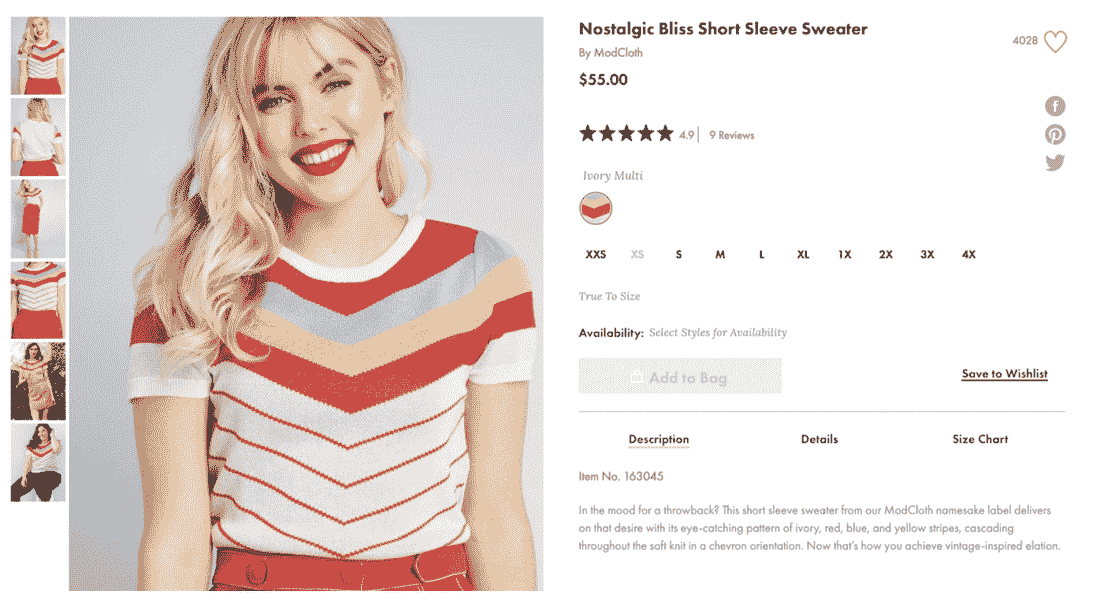 Nostalgic Bliss Short Sleeve Sweater
4028
By ModCloth
$55.00
4.9 | 9 Reviews
Ivory Multi
XXS XS S M L XL 1X 2X 3X 4X
True To Size
Availability: Select Styles for Availability
Add to Bag
Save to Wishlist
Description Details Size Chart
Item No. 163045
In the mood for a throwback? This short sleeve sweater from our ModCloth namesake label delivers
on that desire with its eye-catching pattern of ivory, red, blue, and yellow stripes, cascading
throughout the soft knit in a chevron orientation. Now that's how you achieve vintage-inspired elation.